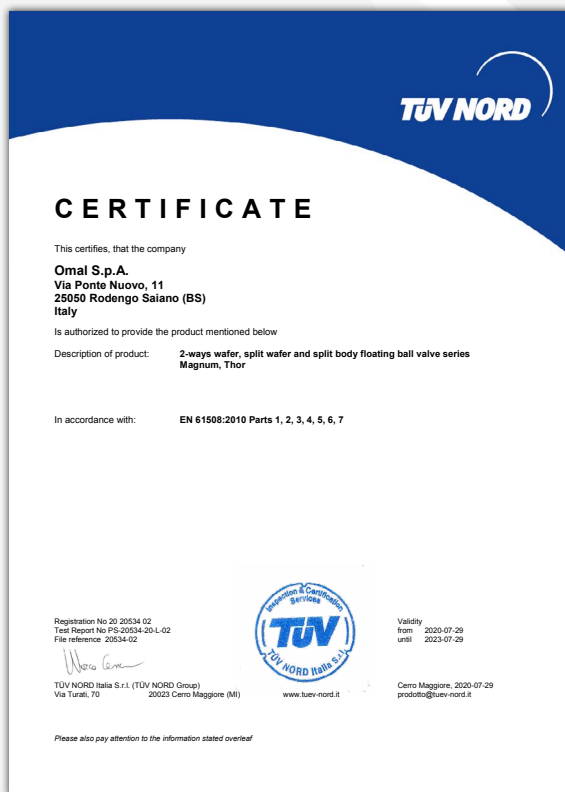 TÜV NORD
CERTIFICATE
This certifies, that the company
Omal S.p.A.
Via Ponte Nuovo, 11
25050 Rodengo Saiano (BS)
Italy
Is authorized to provide the product mentioned below
Description of product: 2-ways wafer, split wafer and split body floating ball valve series
Magnum, Thor
In accordance with: EN 61508:2010 Parts 1, 2, 3, 4, 5, 6, 7
Inspection & Certification
Services
TÜV
TÜV NORD Italia S.r.l.
Registration No 20 20534 02
Test Report No PS-20534-20-L-02
File reference 20534-02
Validity
from 2020-07-29
until 2023-07-29
TÜV NORD Italia S.r.l. (TÜV NORD Group)
Via Turati, 70 20023 Cerro Maggiore (MI) www.tuev-nord.it
Cerro Maggiore, 2020-07-29
prodotto@tuev-nord.it
Please also pay attention to the information stated overleaf